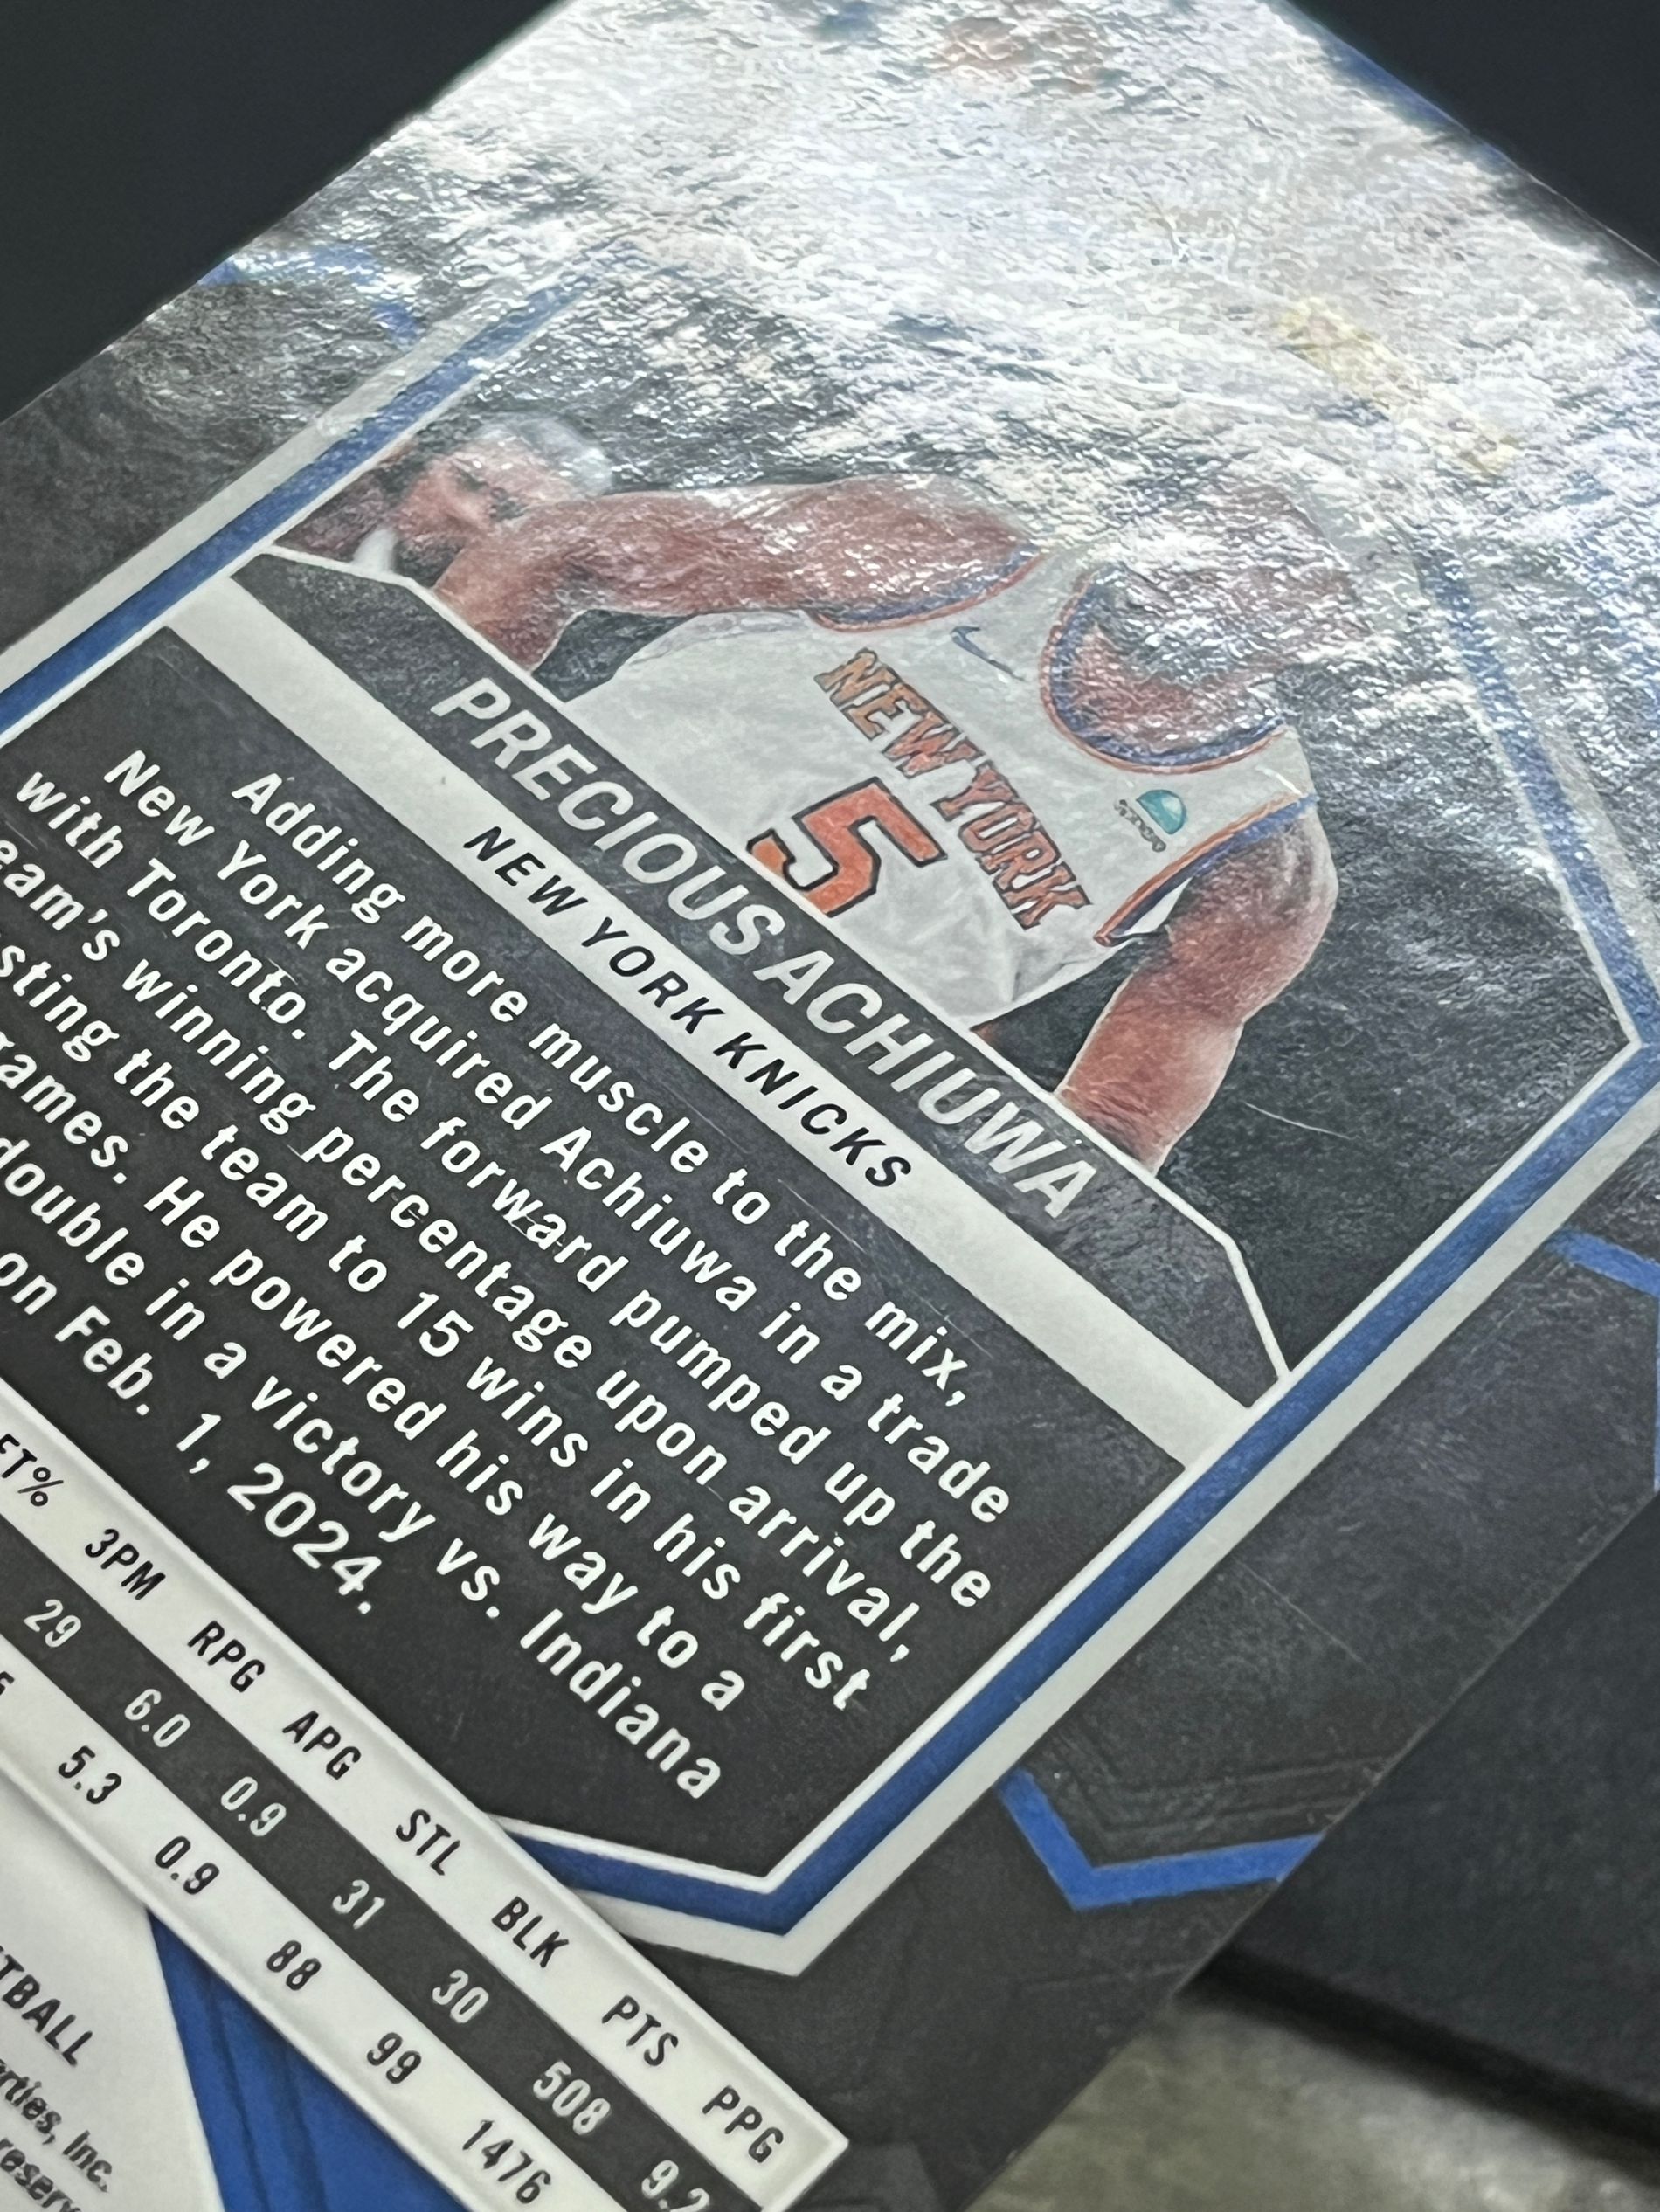 NEW YORK
5
PRECIOUS ACHIUWA
NEW YORK KNICKS
Adding more muscle to the mix,
New York acquired Achiuwa in a trade
with Toronto. The forward pumped up the
winning percentage upon arrival,
the team to 15 wins in his first
He powered his way to a
double in a victory vs. Indiana
on Feb. 1, 2024.
FT% 3PM RPG APG STL BLK PTS PPG
29 6.0 0.9 31 30 508 9.2
5.3 0.9 88 99 1476
Inc.